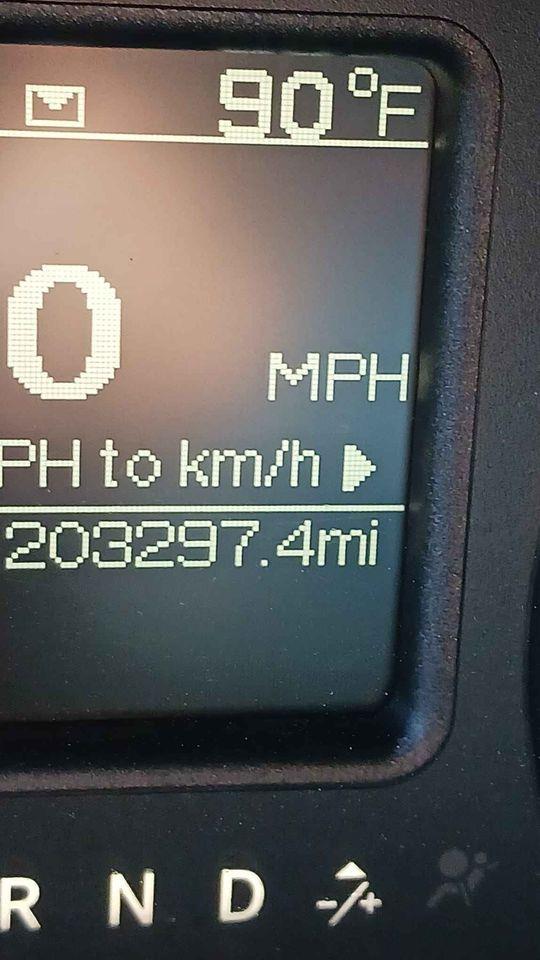 90°F
0
MPH
PH to km/h
203297.4mi
R N D -/+